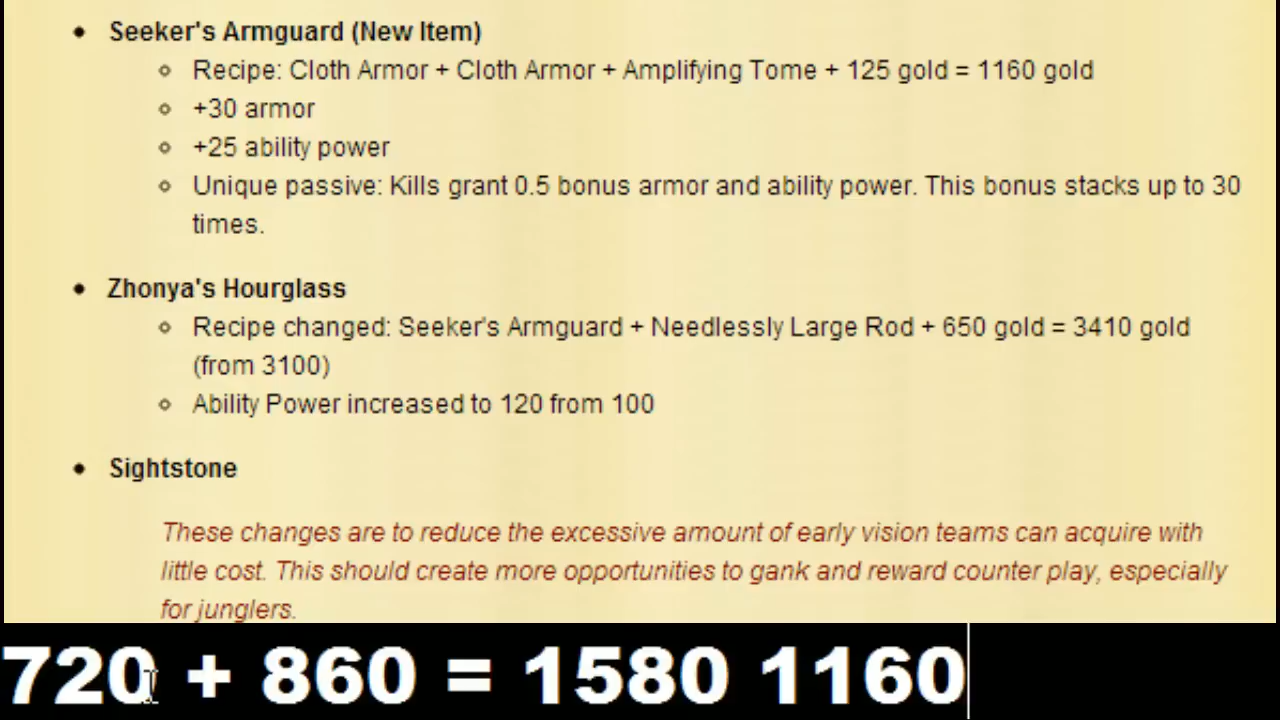 Seeker's Armguard (New Item)
Recipe: Cloth Armor + Cloth Armor + Amplifying Tome + 125 gold = 1160 gold
+30 armor
+25 ability power
Unique passive: Kills grant 0.5 bonus armor and ability power. This bonus stacks up to 30
times.
Zhonya's Hourglass
Recipe changed: Seeker's Armguard + Needlessly Large Rod + 650 gold = 3410 gold
(from 3100)
Ability Power increased to 120 from 100
Sightstone
These changes are to reduce the excessive amount of early vision teams can acquire with
little cost. This should create more opportunities to gank and reward counter play, especially
for junglers.
720 + 860 = 1580 1160